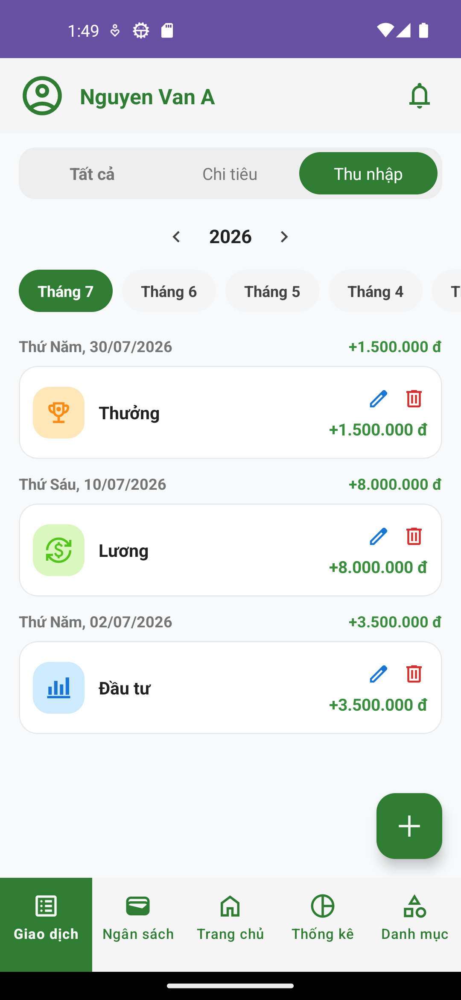 1:49
Nguyen Van A
Tất cả Chi tiêu Thu nhập
2026
Tháng 7 Tháng 6 Tháng 5 Tháng 4
Thứ Năm, 30/07/2026 +1.500.000 đ
Thưởng
+1.500.000 đ
Thứ Sáu, 10/07/2026 +8.000.000 đ
Lương
+8.000.000 đ
Thứ Năm, 02/07/2026 +3.500.000 đ
Đầu tư
+3.500.000 đ
Giao dịch Ngân sách Trang chủ Thống kê Danh mục